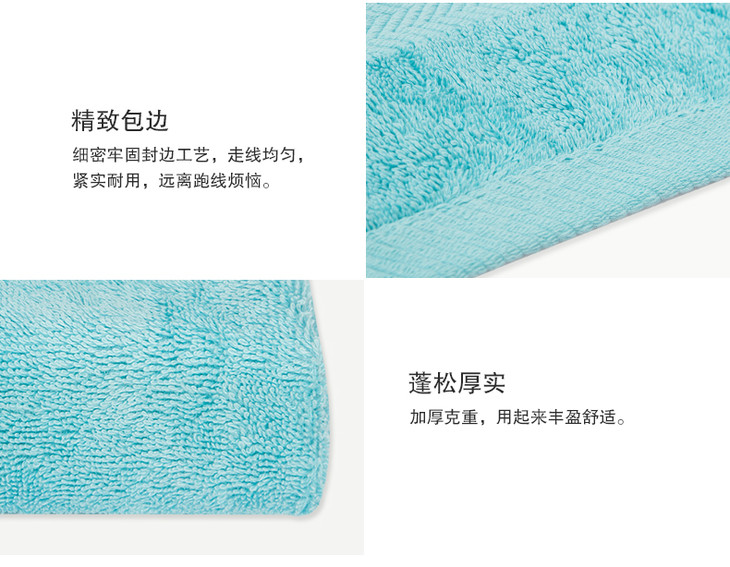 精致包边
细密牢固封边工艺，走线均匀，
紧实耐用，远离跑线烦恼。
蓬松厚实
加厚克重，用起来丰盈舒适。